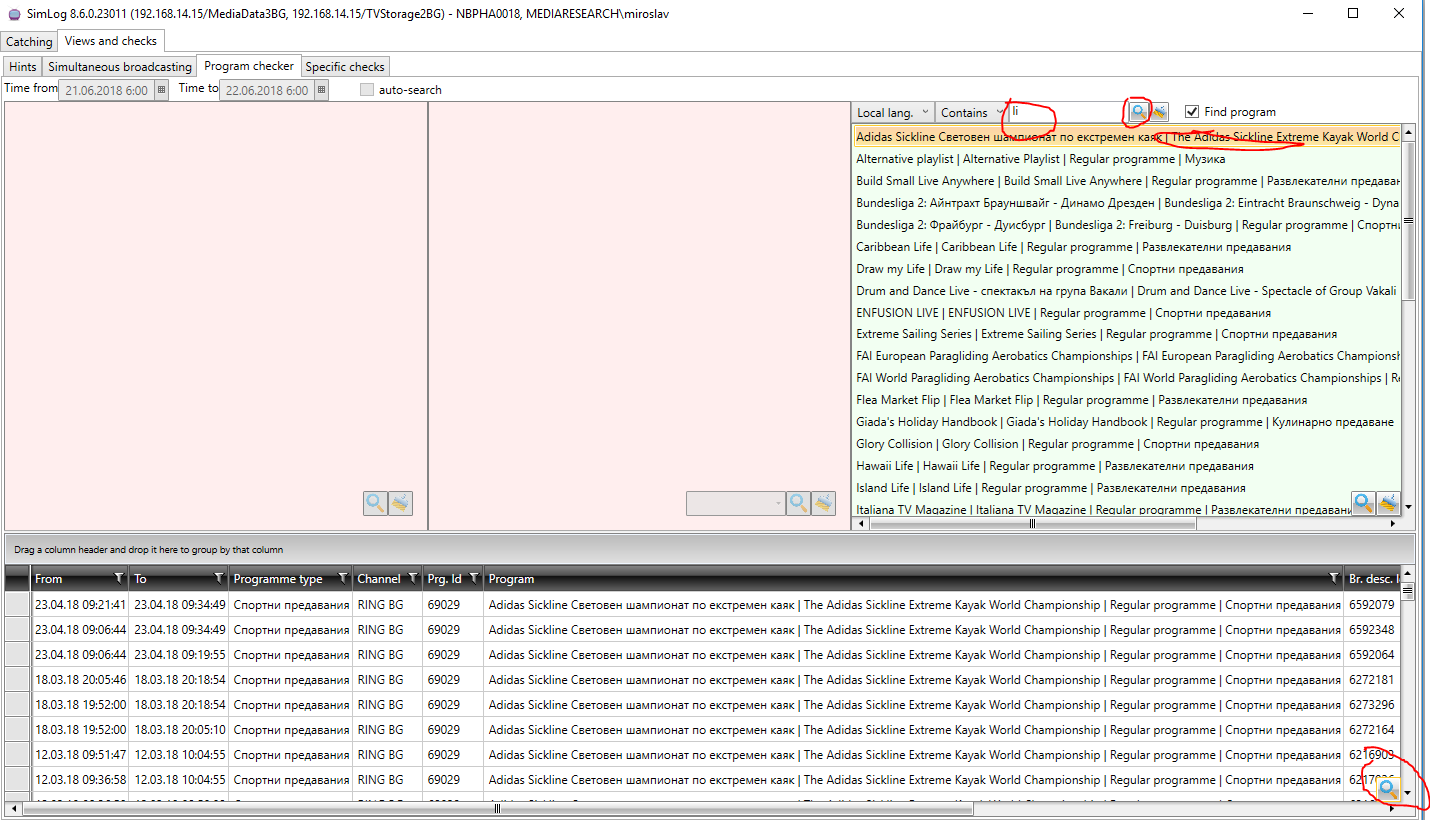 SimLog 8.6.0.23011 (192.168.14.15/MediaData3BG, 192.168.14.15/TVStorage2BG) - NBPHA0018, MEDIARESEARCH\miroslav
Catching Views and checks
Hints Simultaneous broadcasting Program checker Specific checks
Time from 21.06.2018 6:00 Time to 22.06.2018 6:00 auto-search
Local lang. Contains li Find program
Adidas Sickline Световен шампионат по екстремен каяк | The Adidas Sickline Extreme Kayak World C
Alternative playlist | Alternative Playlist | Regular programme | Музика
Build Small Live Anywhere | Build Small Live Anywhere | Regular programme | Развлекателни предаван
Bundesliga 2: Айнтрахт Брауншвайг - Динамо Дрезден | Bundesliga 2: Eintracht Braunschweig - Dyna
Bundesliga 2: Фрайбург - Дуисбург | Bundesliga 2: Freiburg - Duisburg | Regular programme | Спортни
Caribbean Life | Caribbean Life | Regular programme | Развлекателни предавания
Draw my Life | Draw my Life | Regular programme | Спортни предавания
Drum and Dance Live - спектакъл на група Вакали | Drum and Dance Live - Spectacle of Group Vakali
ENFUSION LIVE | ENFUSION LIVE | Regular programme | Спортни предавания
Extreme Sailing Series | Extreme Sailing Series | Regular programme | Спортни предавания
FAI European Paragliding Aerobatics Championships | FAI European Paragliding Aerobatics Championsh
FAI World Paragliding Aerobatics Championships | FAI World Paragliding Aerobatics Championships | Re
Flea Market Flip | Flea Market Flip | Regular programme | Развлекателни предавания
Giada's Holiday Handbook | Giada's Holiday Handbook | Regular programme | Кулинарно предаване
Glory Collision | Glory Collision | Regular programme | Спортни предавания
Hawaii Life | Hawaii Life | Regular programme | Развлекателни предавания
Island Life | Island Life | Regular programme | Развлекателни предавания
Italiana TV Magazine | Italiana TV Magazine | Regular programme | Развлекателни предавани
Drag a column header and drop it here to group by that column
From To Programme type Channel Prg. Id Program Br. desc. I
23.04.18 09:21:41 23.04.18 09:34:49 Спортни предавания RING BG 69029 Adidas Sickline Световен шампионат по екстремен каяк | The Adidas Sickline Extreme Kayak World Championship | Regular programme | Спортни предавания 6592079
23.04.18 09:06:44 23.04.18 09:34:49 Спортни предавания RING BG 69029 Adidas Sickline Световен шампионат по екстремен каяк | The Adidas Sickline Extreme Kayak World Championship | Regular programme | Спортни предавания 6592348
23.04.18 09:06:44 23.04.18 09:19:55 Спортни предавания RING BG 69029 Adidas Sickline Световен шампионат по екстремен каяк | The Adidas Sickline Extreme Kayak World Championship | Regular programme | Спортни предавания 6592064
18.03.18 20:05:46 18.03.18 20:18:54 Спортни предавания RING BG 69029 Adidas Sickline Световен шампионат по екстремен каяк | The Adidas Sickline Extreme Kayak World Championship | Regular programme | Спортни предавания 6272181
18.03.18 19:52:00 18.03.18 20:18:54 Спортни предавания RING BG 69029 Adidas Sickline Световен шампионат по екстремен каяк | The Adidas Sickline Extreme Kayak World Championship | Regular programme | Спортни предавания 6273296
18.03.18 19:52:00 18.03.18 20:05:10 Спортни предавания RING BG 69029 Adidas Sickline Световен шампионат по екстремен каяк | The Adidas Sickline Extreme Kayak World Championship | Regular programme | Спортни предавания 6272164
12.03.18 09:51:47 12.03.18 10:04:55 Спортни предавания RING BG 69029 Adidas Sickline Световен шампионат по екстремен каяк | The Adidas Sickline Extreme Kayak World Championship | Regular programme | Спортни предавания 6216903
12.03.18 09:36:58 12.03.18 10:04:55 Спортни предавания RING BG 69029 Adidas Sickline Световен шампионат по екстремен каяк | The Adidas Sickline Extreme Kayak World Championship | Regular programme | Спортни предавания